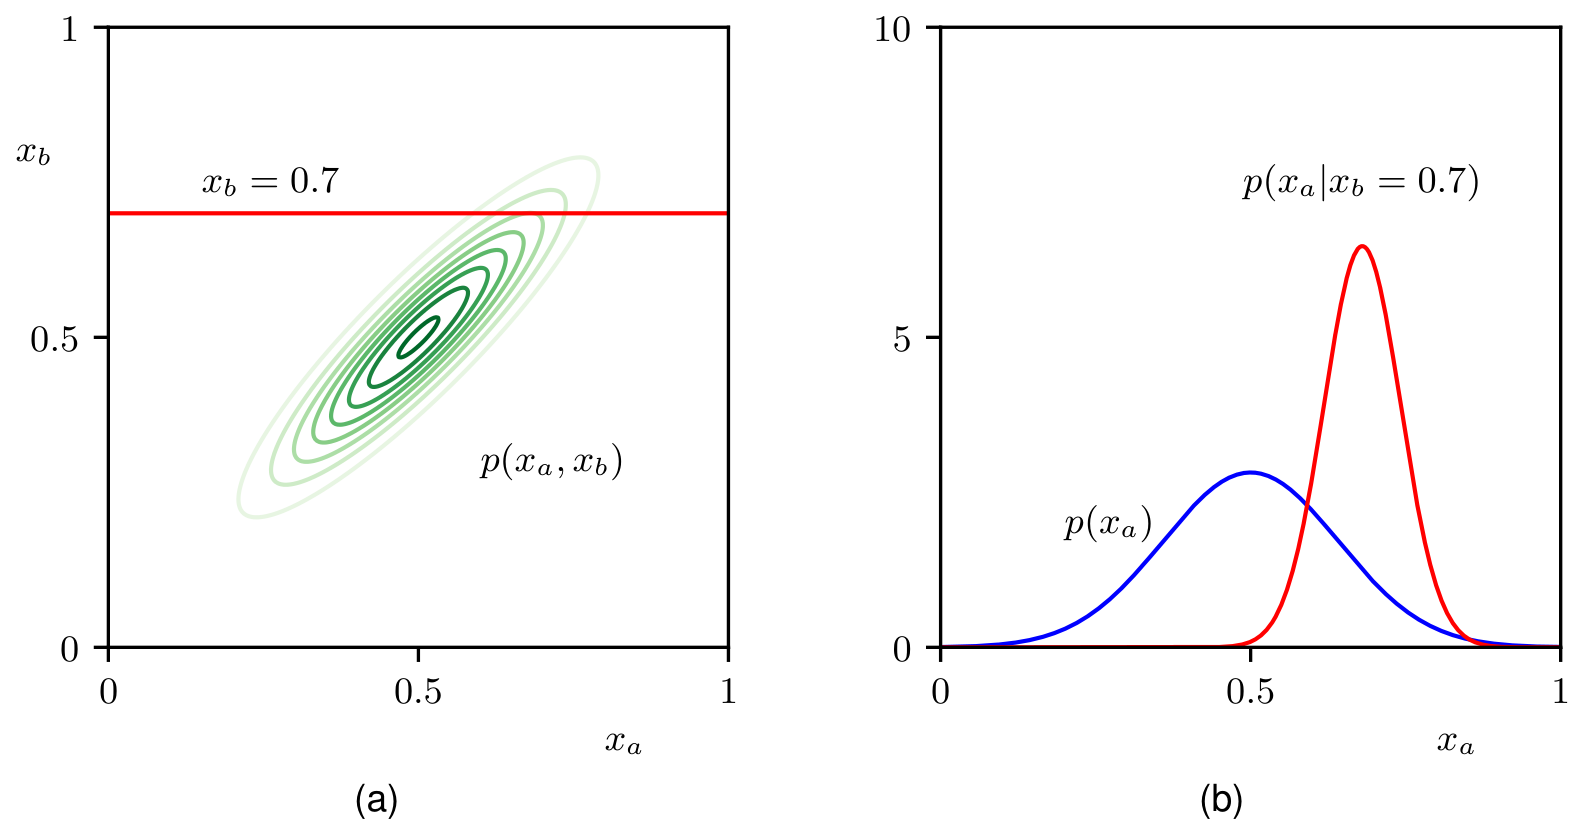 1
x_b
x_b = 0.7
0.5
p(x_a, x_b)
0
0
0.5
1
x_a
(a)
10
p(x_a|x_b = 0.7)
5
p(x_a)
0
0
0.5
1
x_a
(b)